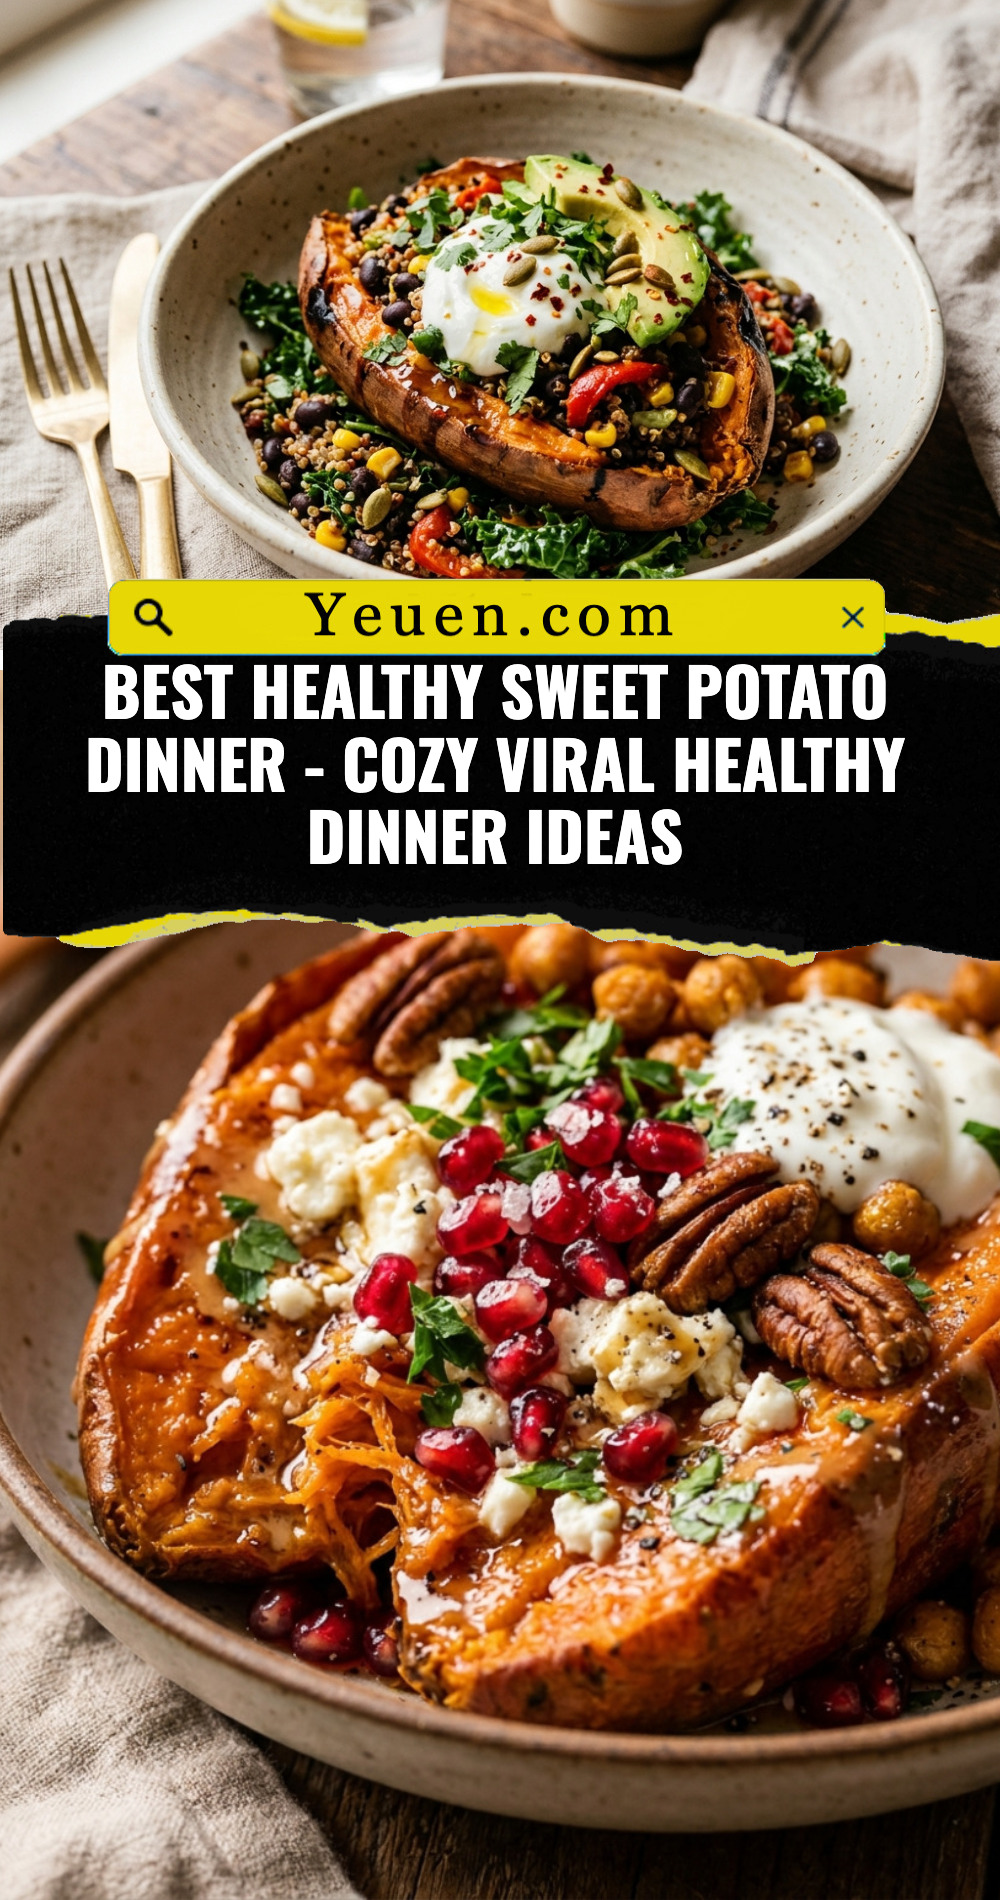 Yeuen.com
BEST HEALTHY SWEET POTATO
DINNER - COZY VIRAL HEALTHY
DINNER IDEAS